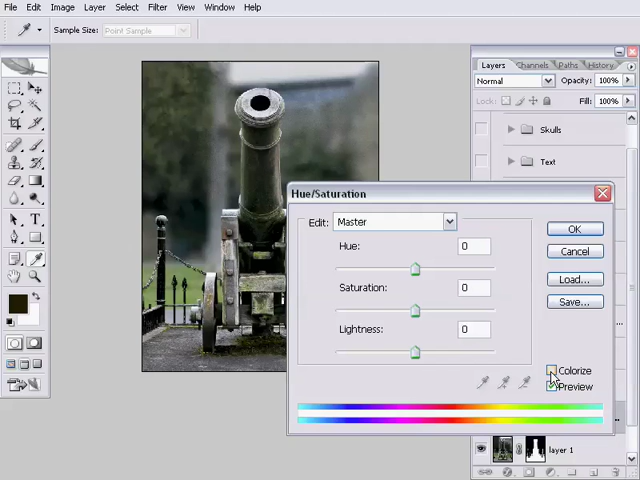 File Edit Image Layer Select Filter View Window Help
Sample Size: Point Sample
Layers Channels Paths History
Normal Opacity: 100%
Lock: Fill: 100%
Skulls
Text
Hue/Saturation
Edit: Master OK
Hue: 0 Cancel
Load...
Saturation: 0
Save...
Lightness: 0
Colorize
Preview
layer 1